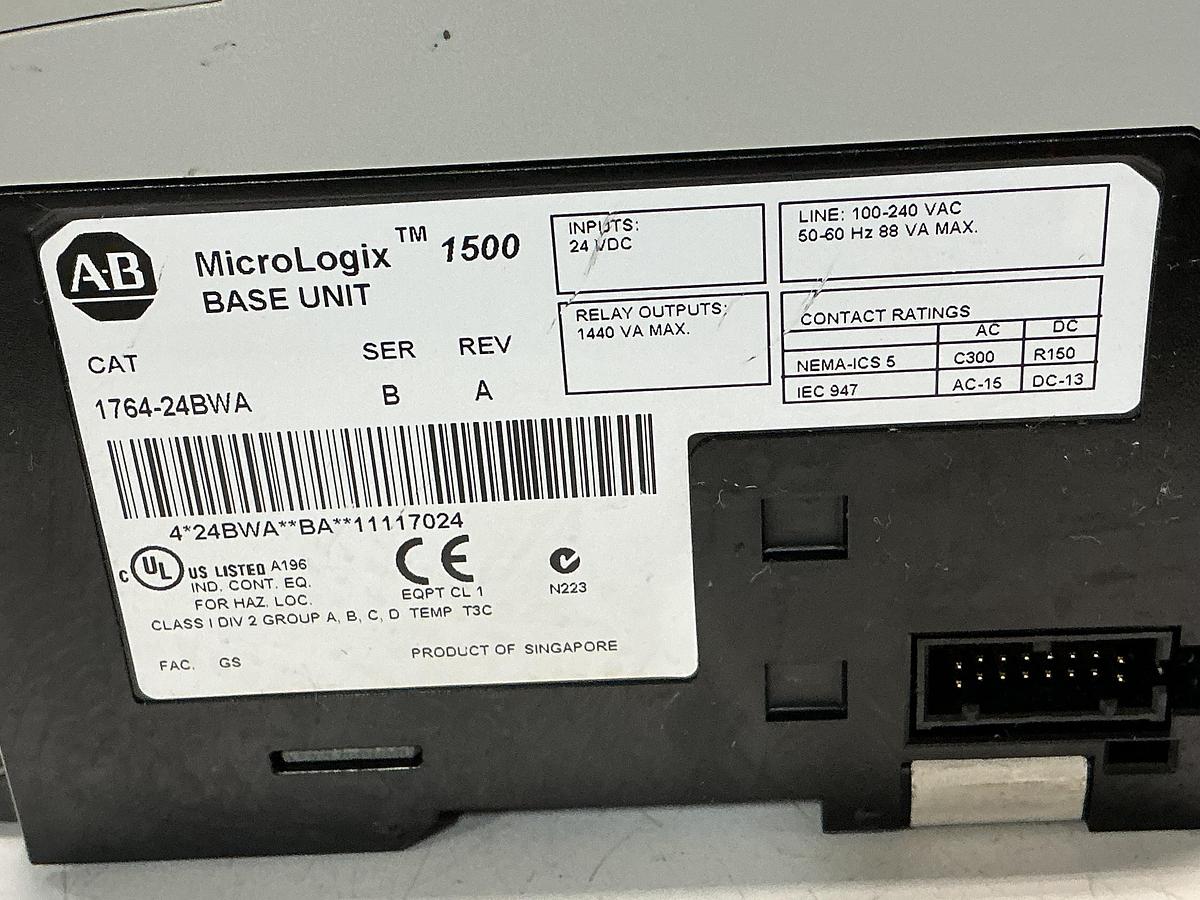 A-B
MicroLogix™ 1500
BASE UNIT
CAT SER REV
1764-24BWA B A
4*24BWA**BA**11117024
C UL US LISTED A196
IND. CONT. EQ.
FOR HAZ. LOC.
CLASS I DIV 2 GROUP A, B, C, D TEMP T3C
CE
EQPT CL 1
N223
FAC. GS
PRODUCT OF SINGAPORE
INPUTS:
24 VDC
RELAY OUTPUTS:
1440 VA MAX.
LINE: 100-240 VAC
50-60 Hz 88 VA MAX.
CONTACT RATINGS
AC DC
NEMA-ICS 5 C300 R150
IEC 947 AC-15 DC-13